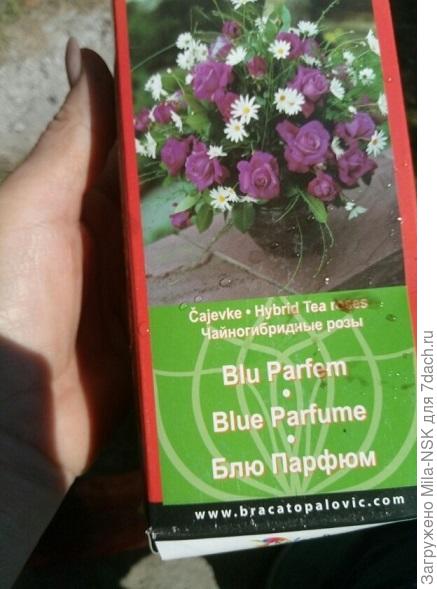 Čajevke • Hybrid Tea roses
Чайногибридные розы
Blu Parfem
•
Blue Parfume
•
Блю Парфюм
www.bracatopalovic.com
Загружено Mila-NSK для 7dach.ru